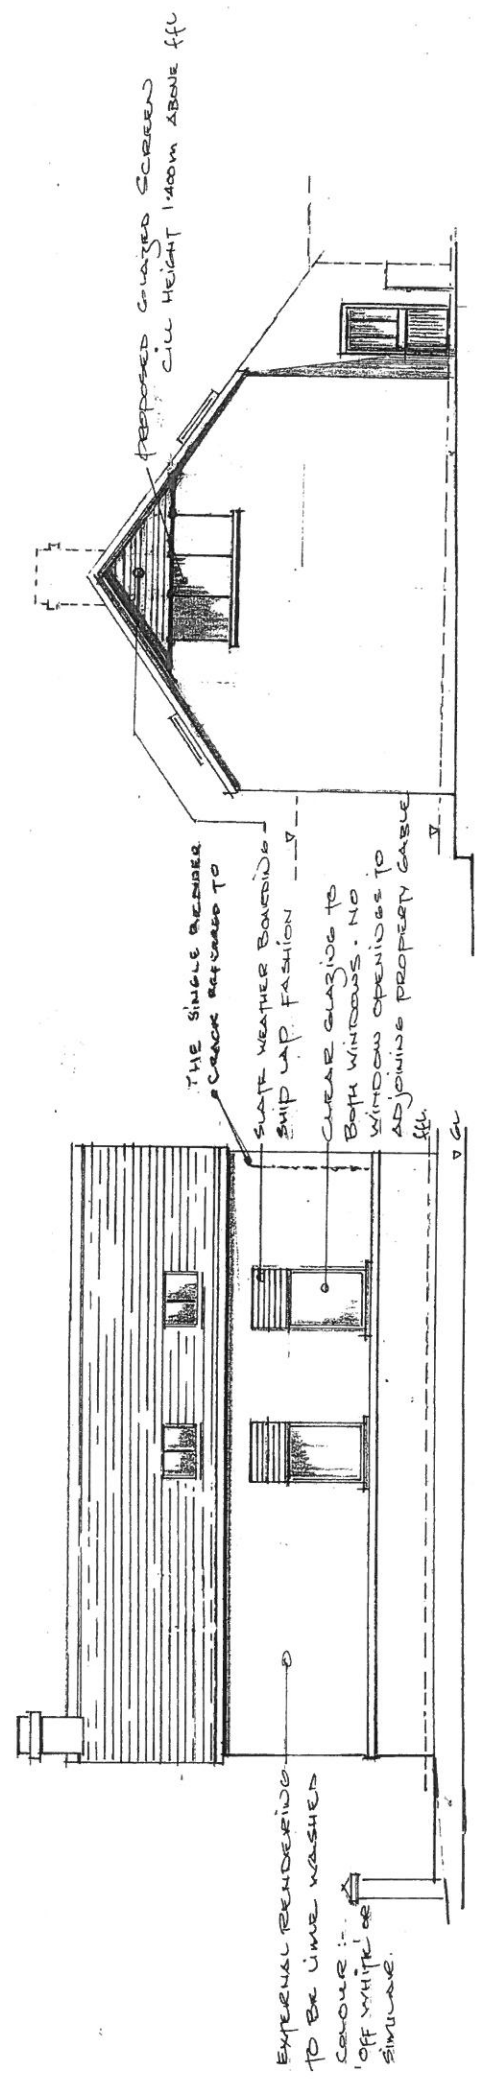 EXTERNAL RENDERING
TO BE LIME WASHED
COLOUR :-
'OFF WHITE' OR
SIMILAR.
THE SINGLE RENDER
CRACK REFERRED TO
SLATE WEATHER BOARDING
SHIP LAP FASHION
CLEAR GLAZING TO
BOTH WINDOWS. NO
WINDOW OPENINGS TO
ADJOINING PROPERTY GABLE
ffl.
GL
PROPOSED GLAZED SCREEN
CILL HEIGHT 1.400m ABOVE ffl